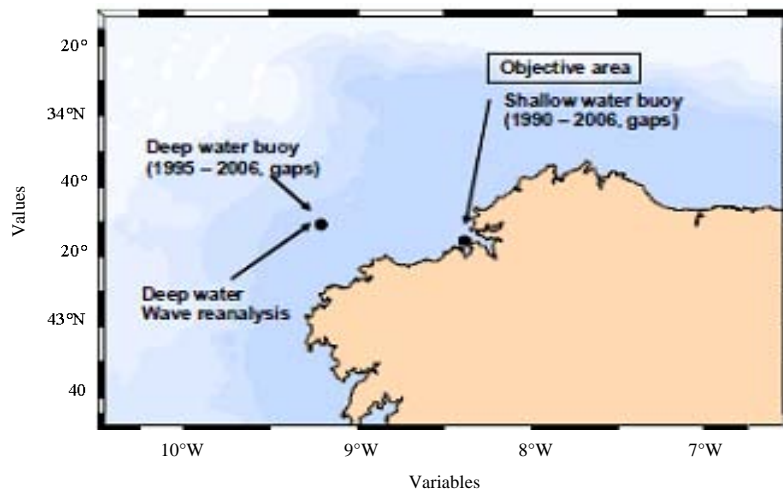 20°
Objective area
Shallow water buoy
(1990 – 2006, gaps)
34°N
Deep water buoy
(1995 – 2006, gaps)
40°
Values
20°
Deep water
Wave reanalysis
43°N
40
10°W
9°W
8°W
7°W
Variables